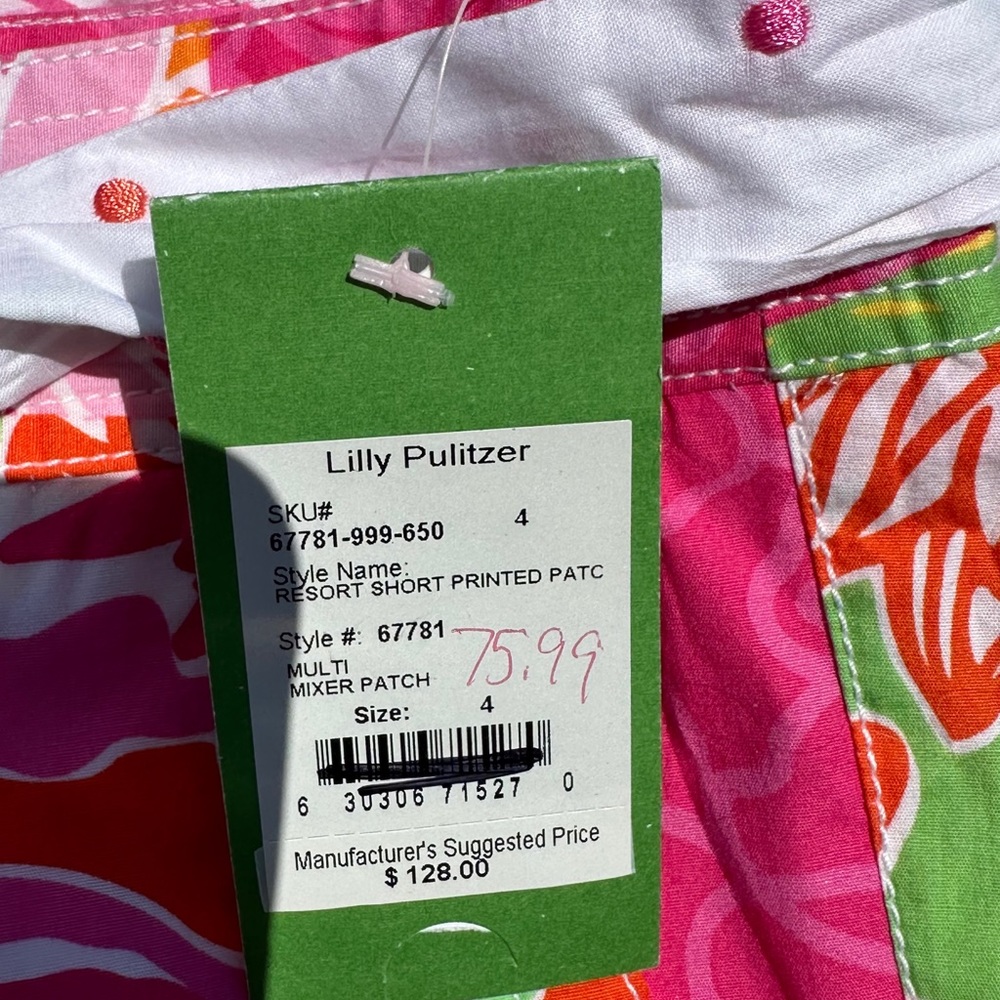 Lilly Pulitzer
SKU#
67781-999-650 4
Style Name:
RESORT SHORT PRINTED PATC
Style #: 67781
75.99
MULTI
MIXER PATCH
Size: 4
6 30306 71527 0
Manufacturer's Suggested Price
$ 128.00